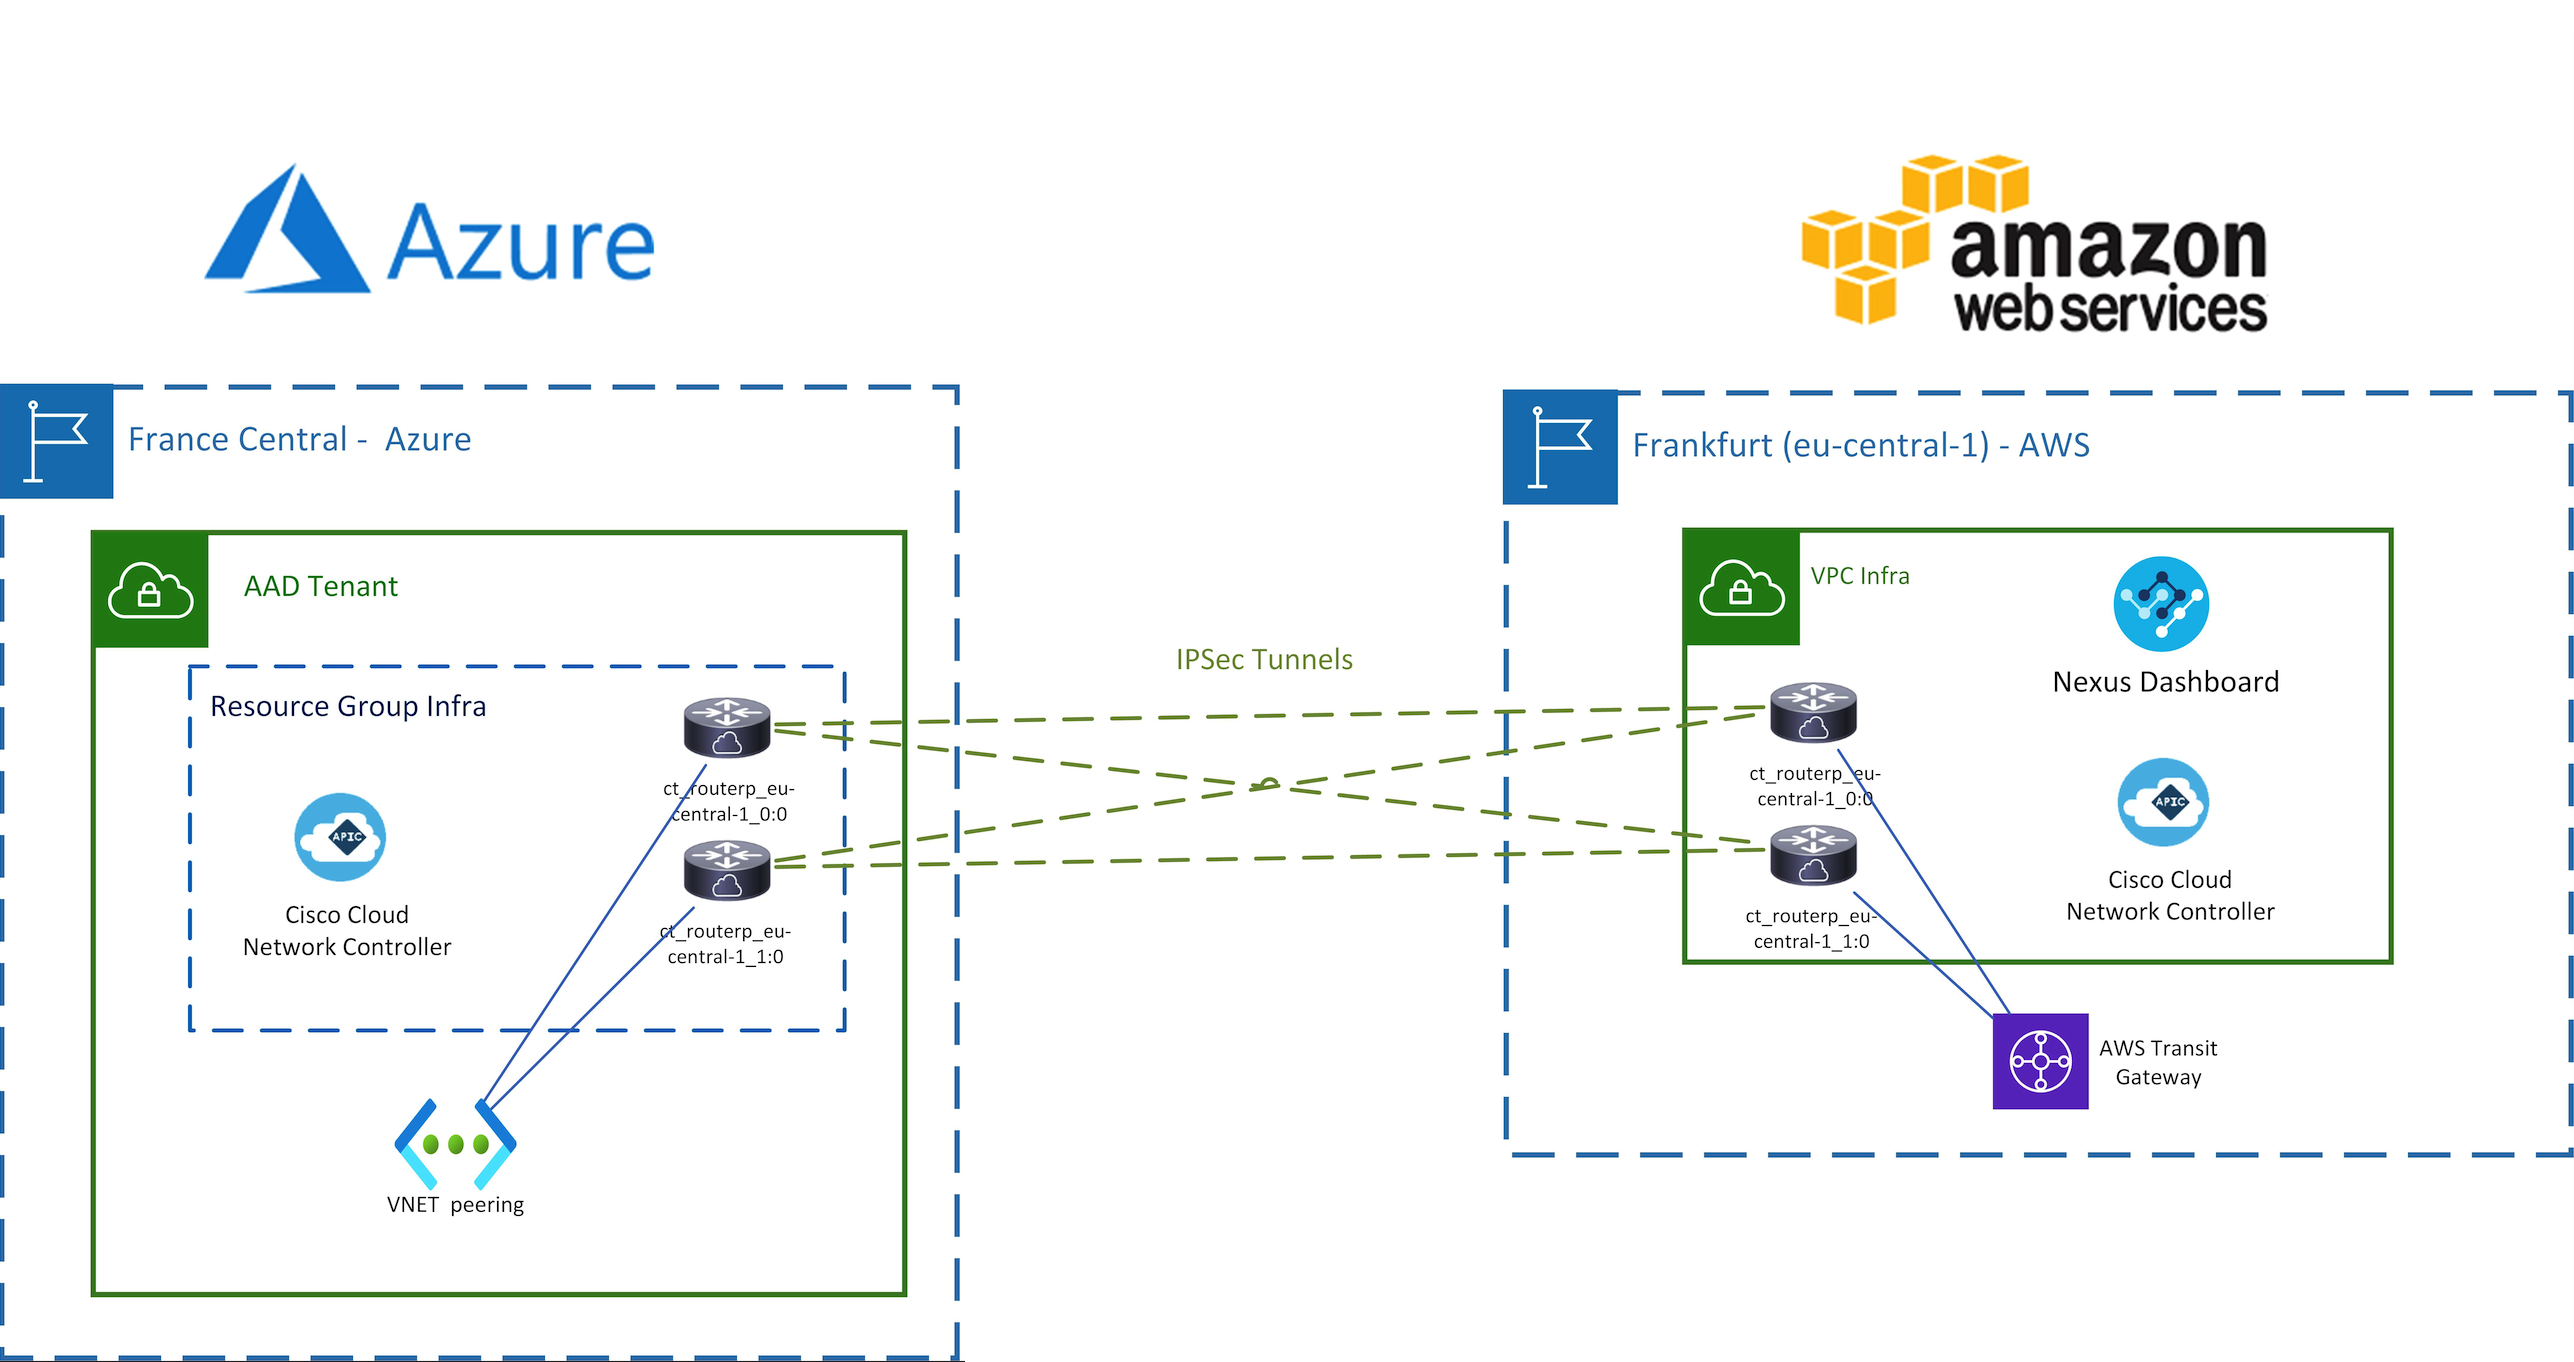 Azure
amazon
web services
France Central -  Azure
Frankfurt (eu-central-1) - AWS
AAD Tenant
Resource Group Infra
ct_routerp_eu-
central-1_0:0
Cisco Cloud
Network Controller
APIC
ct_routerp_eu-
central-1_1:0
VNET  peering
IPSec Tunnels
VPC Infra
Nexus Dashboard
ct_routerp_eu-
central-1_0:0
APIC
Cisco Cloud
Network Controller
ct_routerp_eu-
central-1_1:0
AWS Transit
Gateway